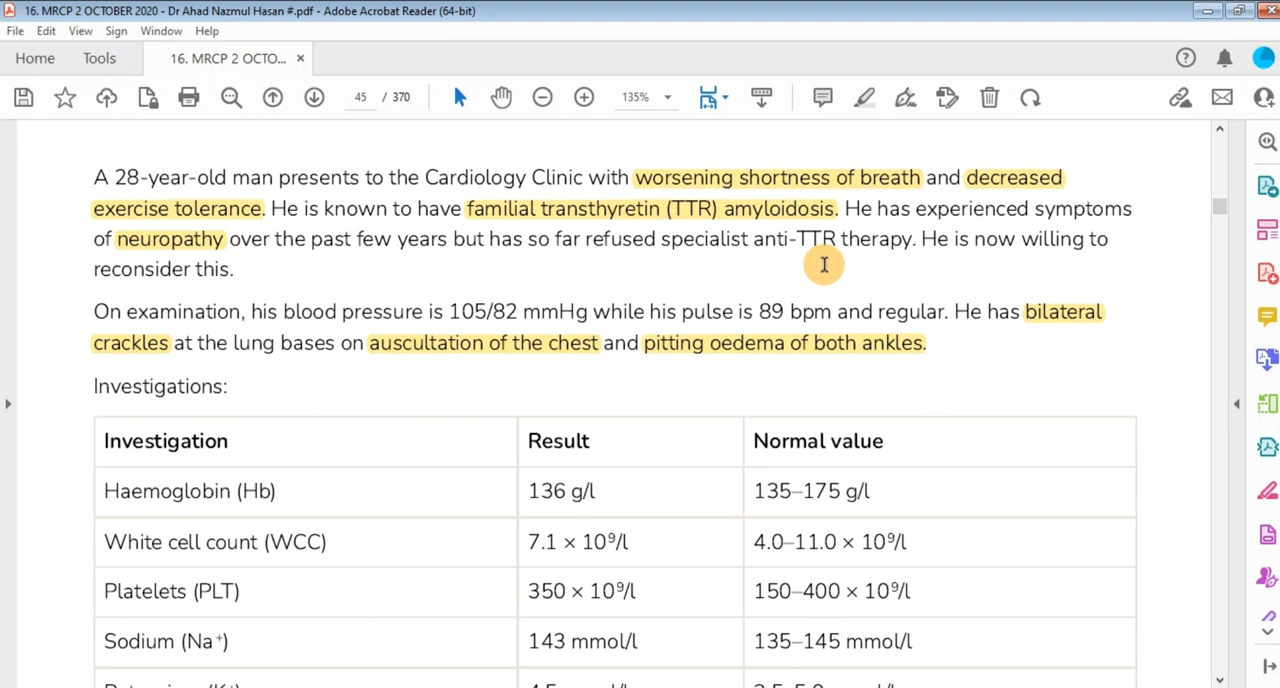 16. MRCP 2 OCTOBER 2020 - Dr Ahad Nazmul Hasan #.pdf - Adobe Acrobat Reader (64-bit)
File Edit View Sign Window Help
Home Tools 16. MRCP 2 OCTO... ×
45 / 370 135%
A 28-year-old man presents to the Cardiology Clinic with worsening shortness of breath and decreased
exercise tolerance. He is known to have familial transthyretin (TTR) amyloidosis. He has experienced symptoms
of neuropathy over the past few years but has so far refused specialist anti-TTR therapy. He is now willing to
reconsider this.
On examination, his blood pressure is 105/82 mmHg while his pulse is 89 bpm and regular. He has bilateral
crackles at the lung bases on auscultation of the chest and pitting oedema of both ankles.
Investigations:
Investigation Result Normal value
Haemoglobin (Hb) 136 g/l 135–175 g/l
White cell count (WCC) 7.1 × 10⁹/l 4.0–11.0 × 10⁹/l
Platelets (PLT) 350 × 10⁹/l 150–400 × 10⁹/l
Sodium (Na⁺) 143 mmol/l 135–145 mmol/l